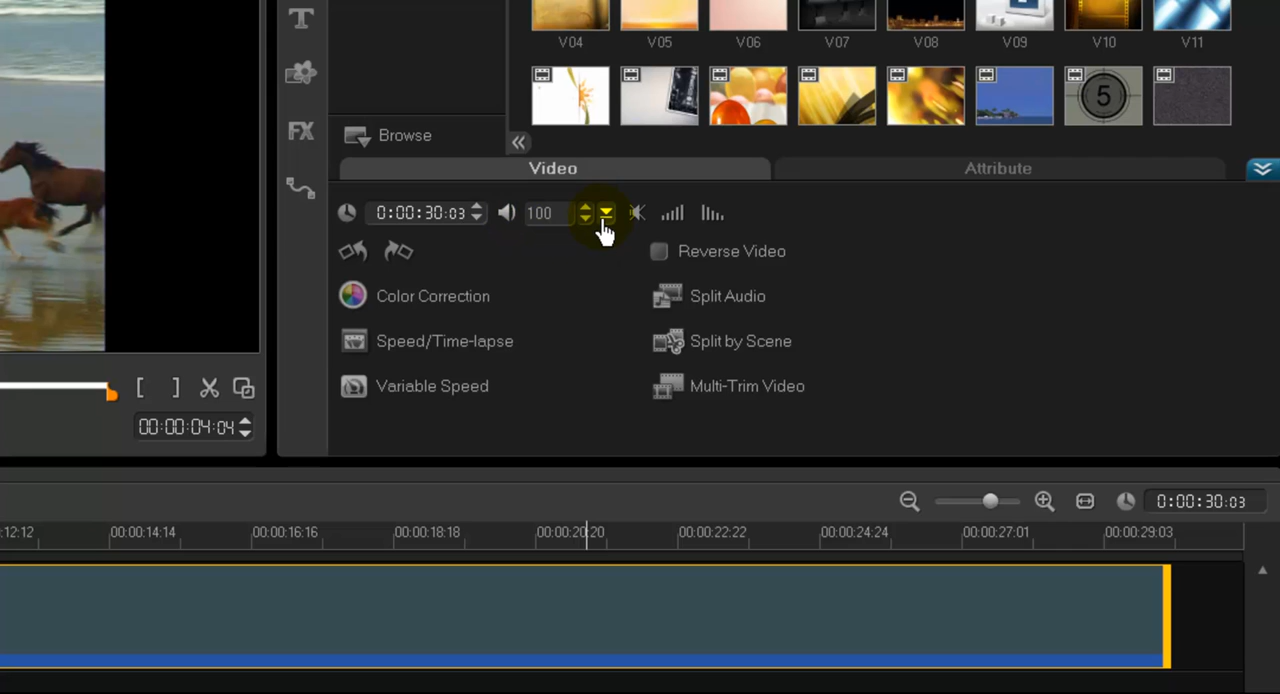 T
V04 V05 V06 V07 V08 V09 V10 V11
5
FX
Browse
Video Attribute
0:00:30:03 100
Reverse Video
Color Correction Split Audio
Speed/Time-lapse Split by Scene
Variable Speed Multi-Trim Video
[ ]
00:00:04:04
0:00:30:03
:12:12 00:00:14:14 00:00:16:16 00:00:18:18 00:00:20:20 00:00:22:22 00:00:24:24 00:00:27:01 00:00:29:03